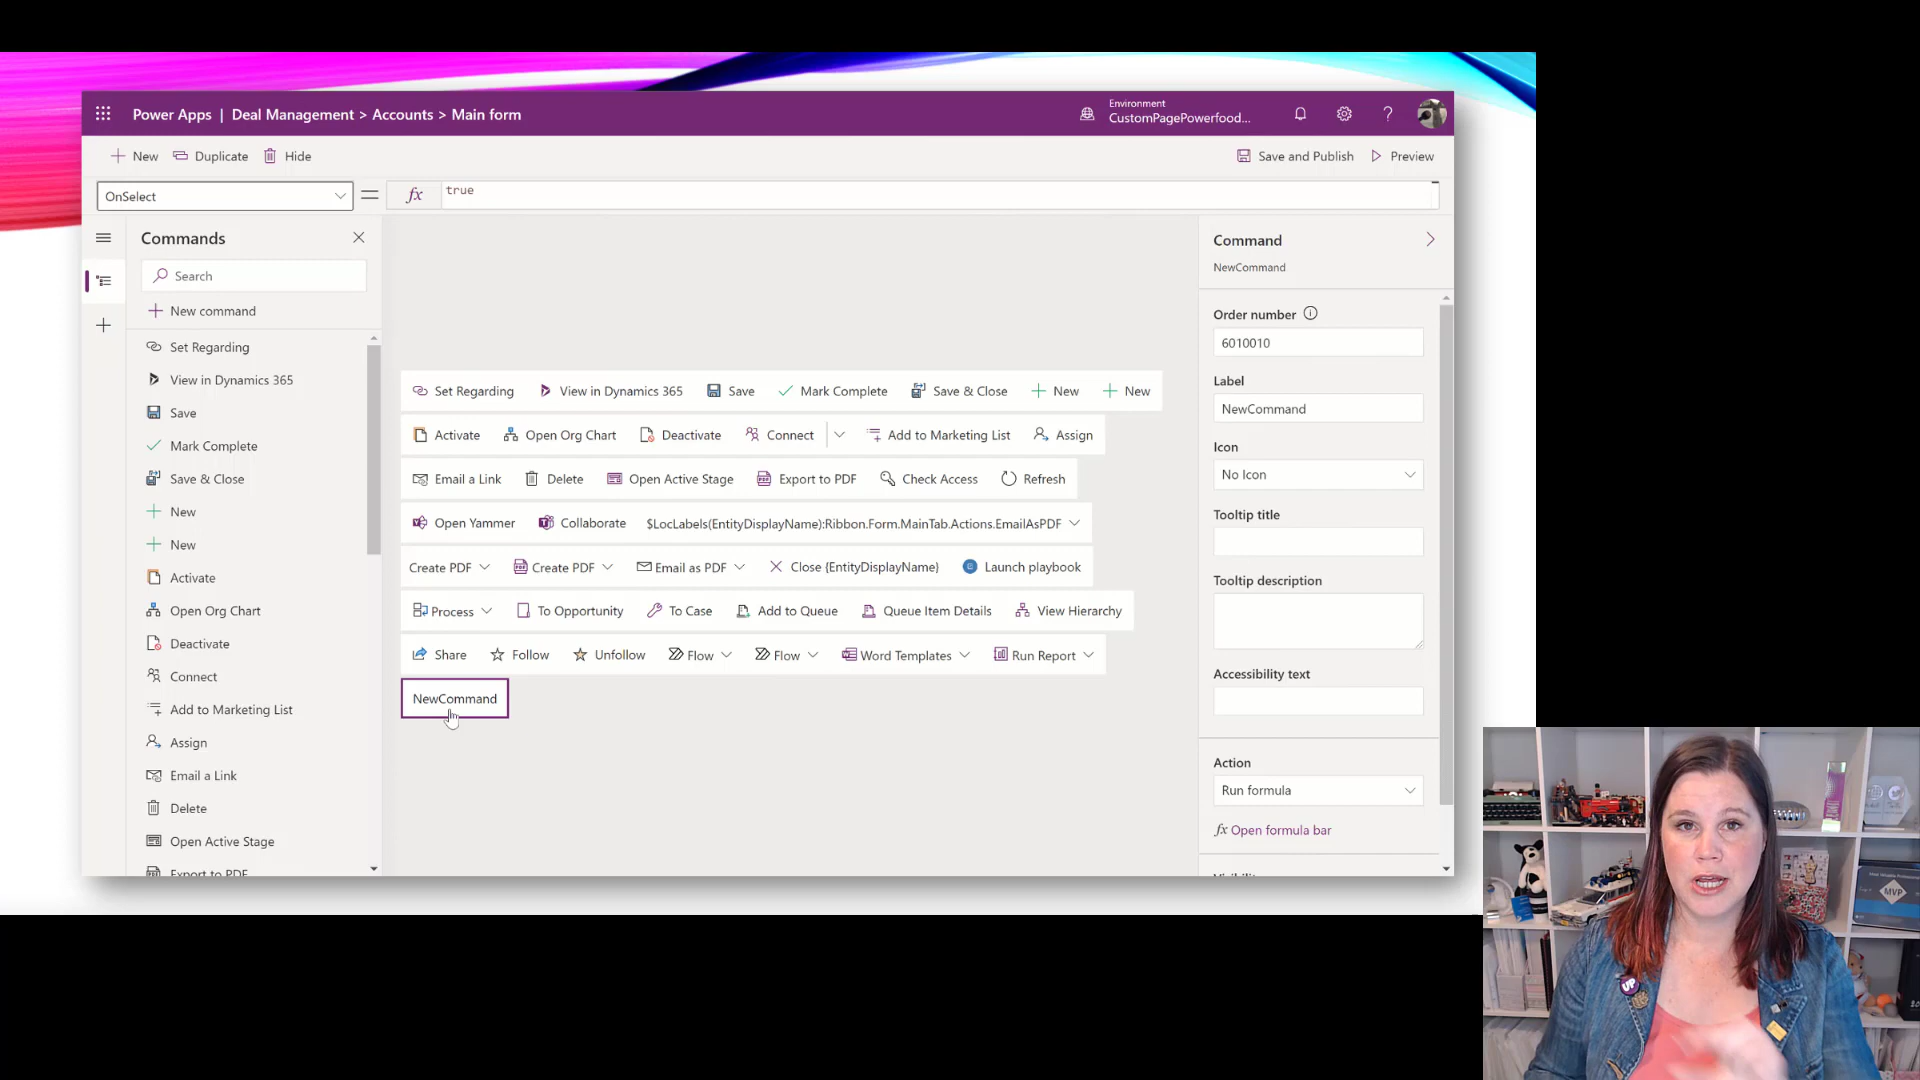 Power Apps | Deal Management > Accounts > Main form
Environment
CustomPagePowerfood...
?
New
Duplicate
Hide
Save and Publish
Preview
OnSelect
=
fx
true
Commands
Search
New command
Set Regarding
View in Dynamics 365
Save
Mark Complete
Save & Close
New
New
Activate
Open Org Chart
Deactivate
Connect
Add to Marketing List
Assign
Email a Link
Delete
Open Active Stage
Export to PDF
Set Regarding View in Dynamics 365 Save Mark Complete Save & Close New New
Activate Open Org Chart Deactivate Connect Add to Marketing List Assign
Email a Link Delete Open Active Stage Export to PDF Check Access Refresh
Open Yammer Collaborate $LocLabels(EntityDisplayName):Ribbon.Form.MainTab.Actions.EmailAsPDF
Create PDF Create PDF Email as PDF Close {EntityDisplayName} Launch playbook
Process To Opportunity To Case Add to Queue Queue Item Details View Hierarchy
Share Follow Unfollow Flow Flow Word Templates Run Report
NewCommand
Command
NewCommand
Order number
6010010
Label
NewCommand
Icon
No Icon
Tooltip title
Tooltip description
Accessibility text
Action
Run formula
fx Open formula bar
Visibility
MVP
UP